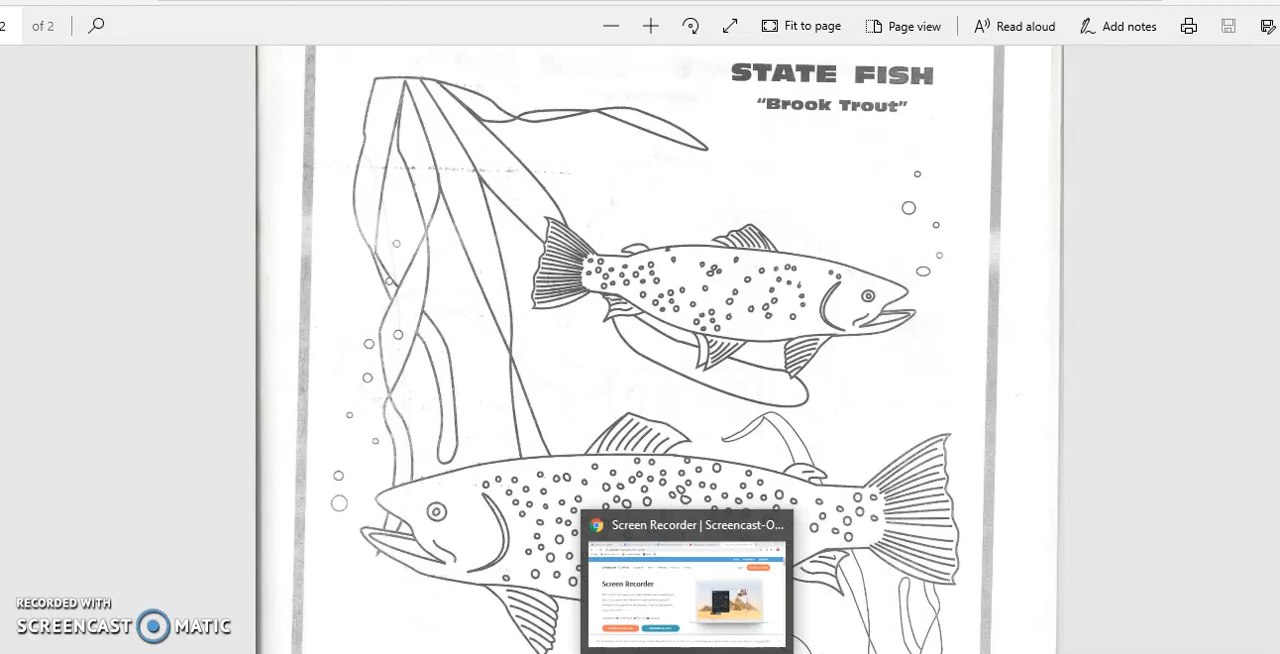 2 of 2 Fit to page Page view Read aloud Add notes
STATE FISH
"Brook Trout"
Screen Recorder | Screencast-O...
Screen Recorder
RECORDED WITH
SCREENCAST MATIC